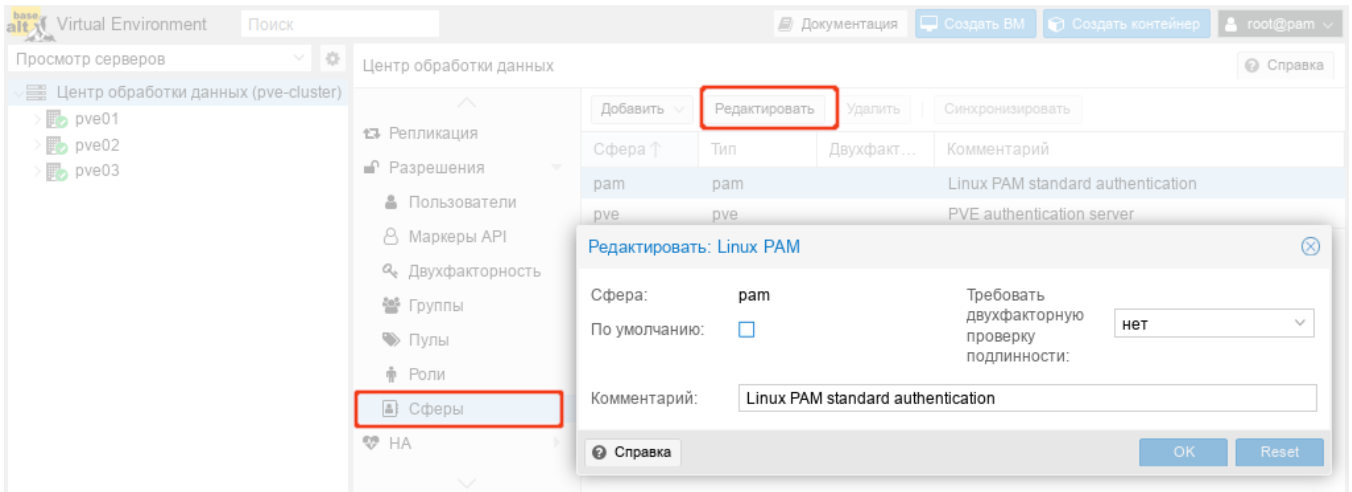 base
alt Virtual Environment
Поиск
Документация
Создать ВМ
Создать контейнер
root@pam
Просмотр серверов
Центр обработки данных
Справка
Центр обработки данных (pve-cluster)
pve01
pve02
pve03
Репликация
Разрешения
Пользователи
Маркеры API
Двухфакторность
Группы
Пулы
Роли
Сферы
HA
Добавить
Редактировать
Удалить
Синхронизировать
Сфера
Тип
Двухфакт...
Комментарий
pam pam Linux PAM standard authentication
pve pve PVE authentication server
Редактировать: Linux PAM
Сфера: pam
По умолчанию:
Требовать
двухфакторную
проверку
подлинности:
нет
Комментарий: Linux PAM standard authentication
Справка
OK
Reset